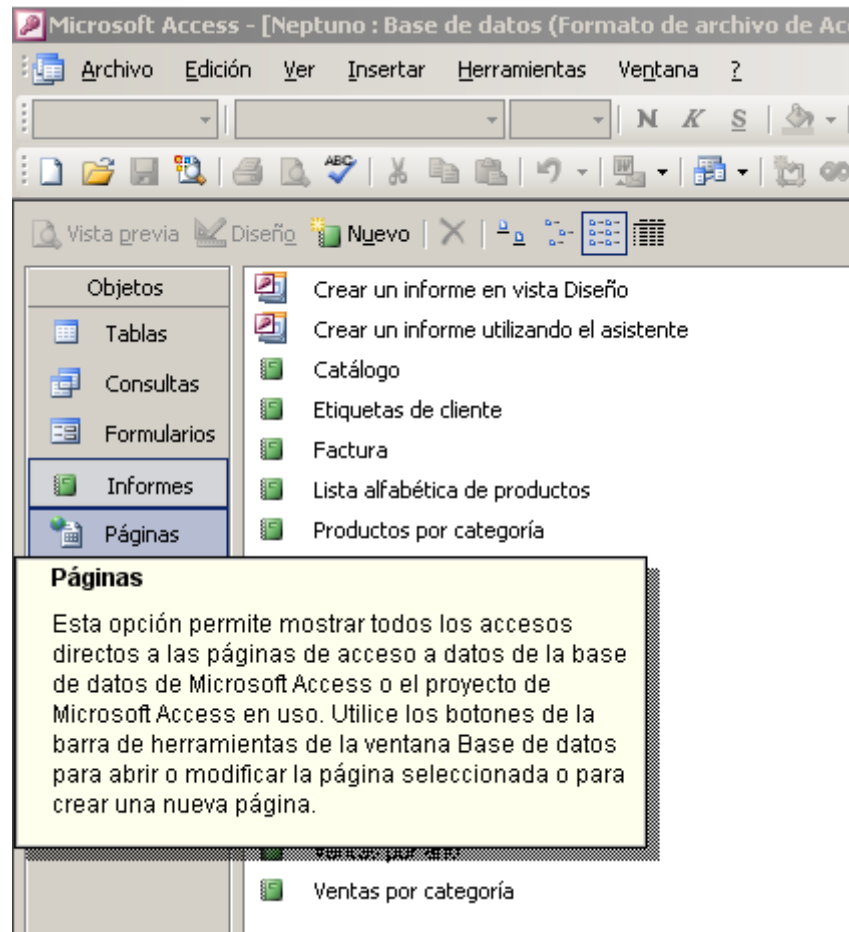 Microsoft Access - [Neptuno : Base de datos (Formato de archivo de Ac
Archivo Edición Ver Insertar Herramientas Ventana ?
N K S
ABC
W
Vista previa Diseño Nuevo
Objetos
Tablas
Consultas
Formularios
Informes
Páginas
Crear un informe en vista Diseño
Crear un informe utilizando el asistente
Catálogo
Etiquetas de cliente
Factura
Lista alfabética de productos
Productos por categoría
Páginas
Esta opción permite mostrar todos los accesos
directos a las páginas de acceso a datos de la base
de datos de Microsoft Access o el proyecto de
Microsoft Access en uso. Utilice los botones de la
barra de herramientas de la ventana Base de datos
para abrir o modificar la página seleccionada o para
crear una nueva página.
Ventas por año
Ventas por categoría